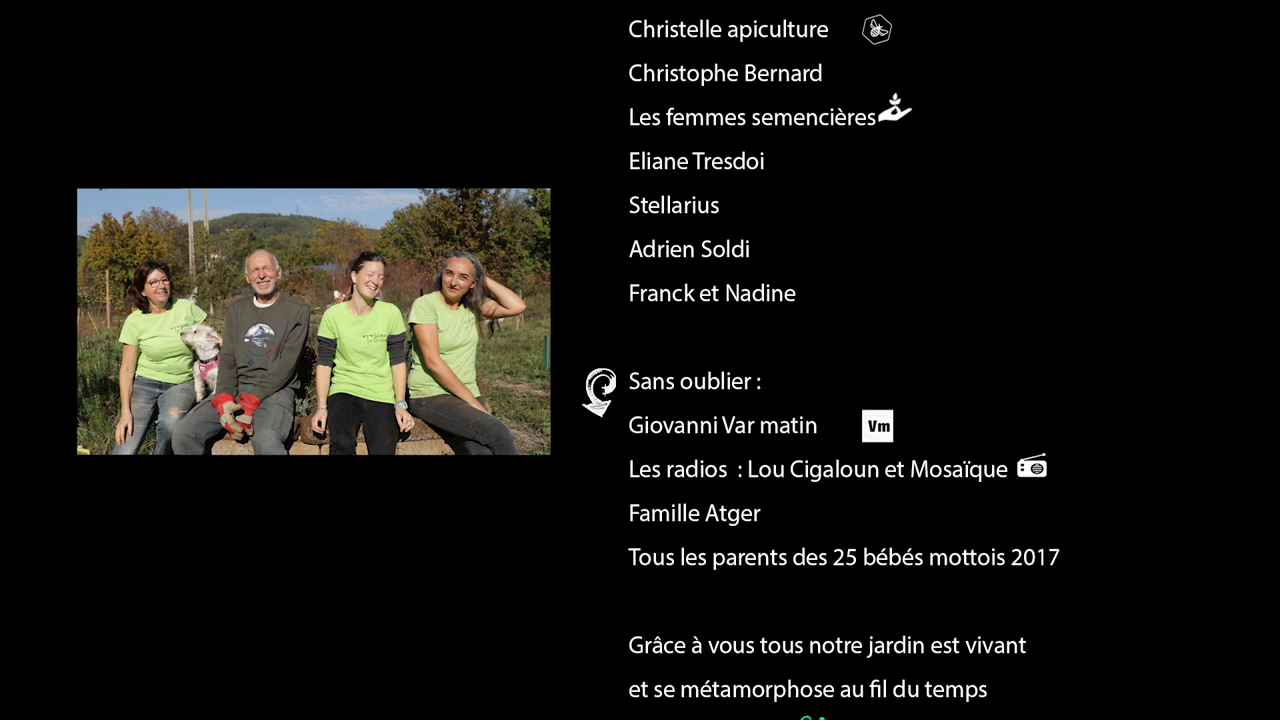 Christelle apiculture
Christophe Bernard
Les femmes semencières
Eliane Tresdoi
Stellarius
Adrien Soldi
Franck et Nadine
Sans oublier :
Giovanni Var matin
Vm
Les radios : Lou Cigaloun et Mosaïque
Famille Atger
Tous les parents des 25 bébés mottois 2017
Grâce à vous tous notre jardin est vivant
et se métamorphose au fil du temps